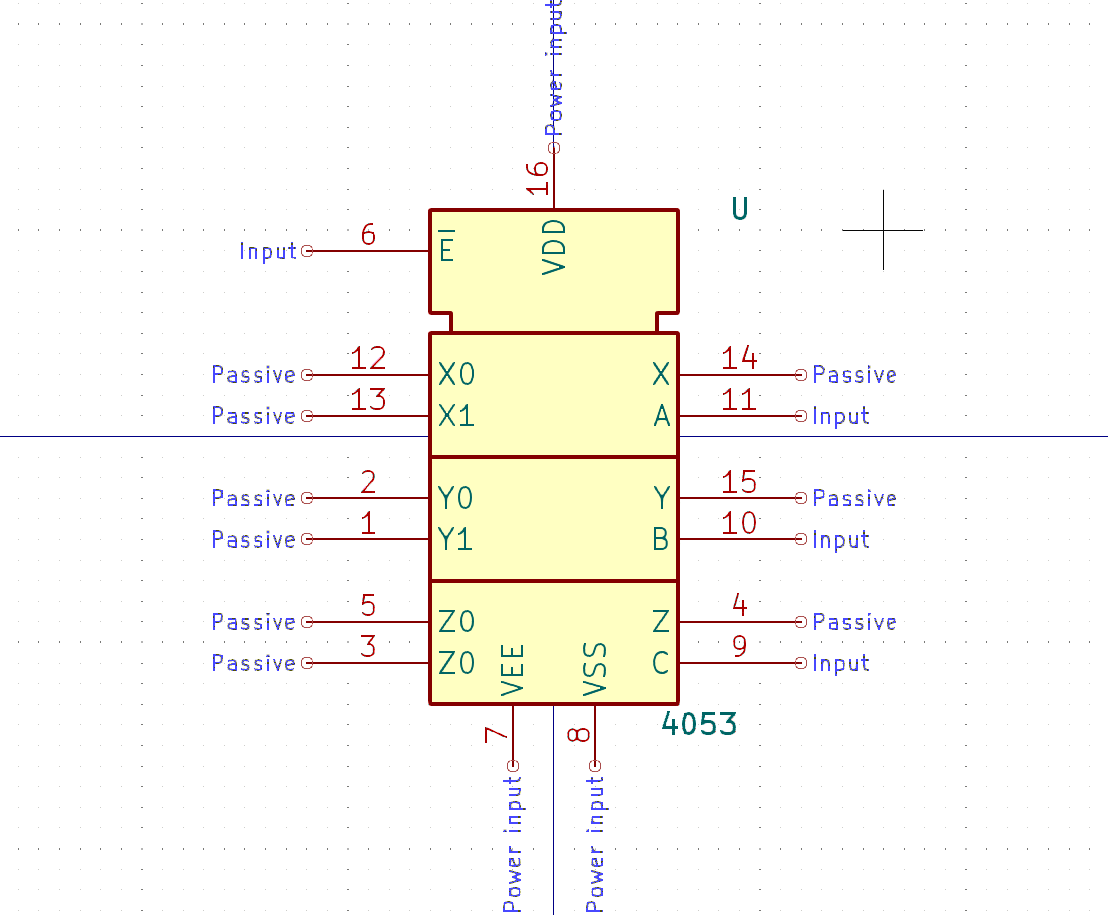 Power input
16
U
6
Input
E
VDD
12
14
Passive
X0
X
Passive
13
11
Passive
X1
A
Input
2
15
Passive
Y0
Y
Passive
1
10
Passive
Y1
B
Input
5
4
Passive
Z0
Z
Passive
3
9
Passive
Z0
VEE
VSS
C
Input
4053
7
8
Power input
Power input